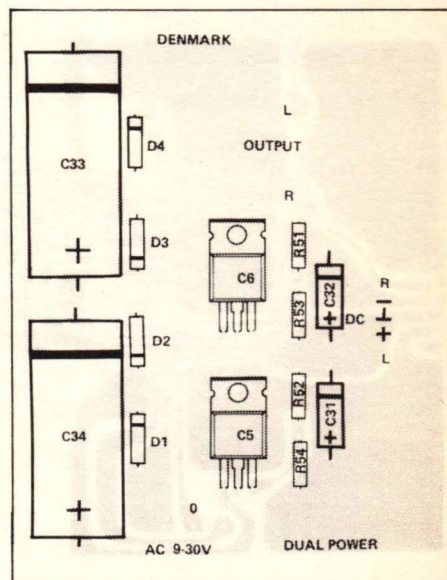 DENMARK
L
D4
OUTPUT
C33
R
R51
D3
C6
+
C32
R
R53
DC
−
⊥
+
+
D2
L
R52
C31
C34
D1
C5
+
R54
+
0
AC 9-30V
DUAL POWER